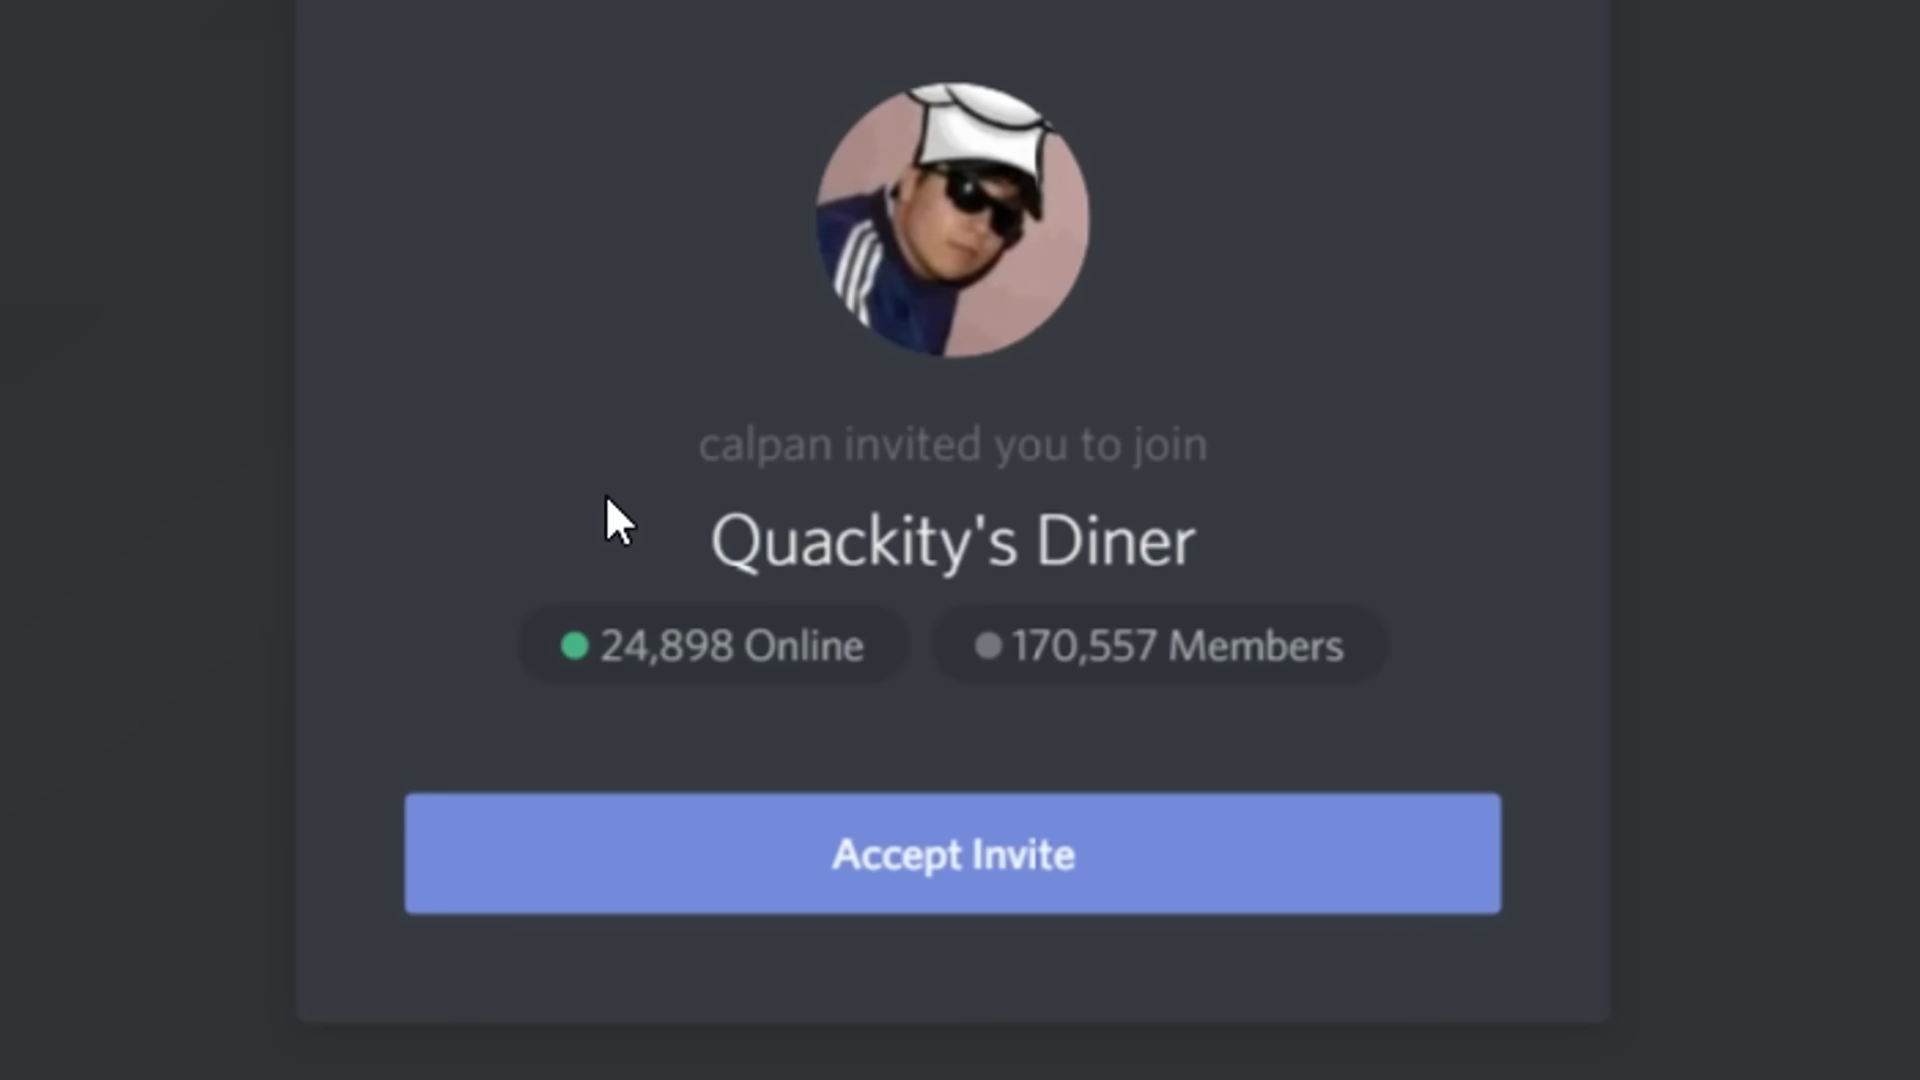 calpan invited you to join
Quackity's Diner
24,898 Online 170,557 Members
Accept Invite